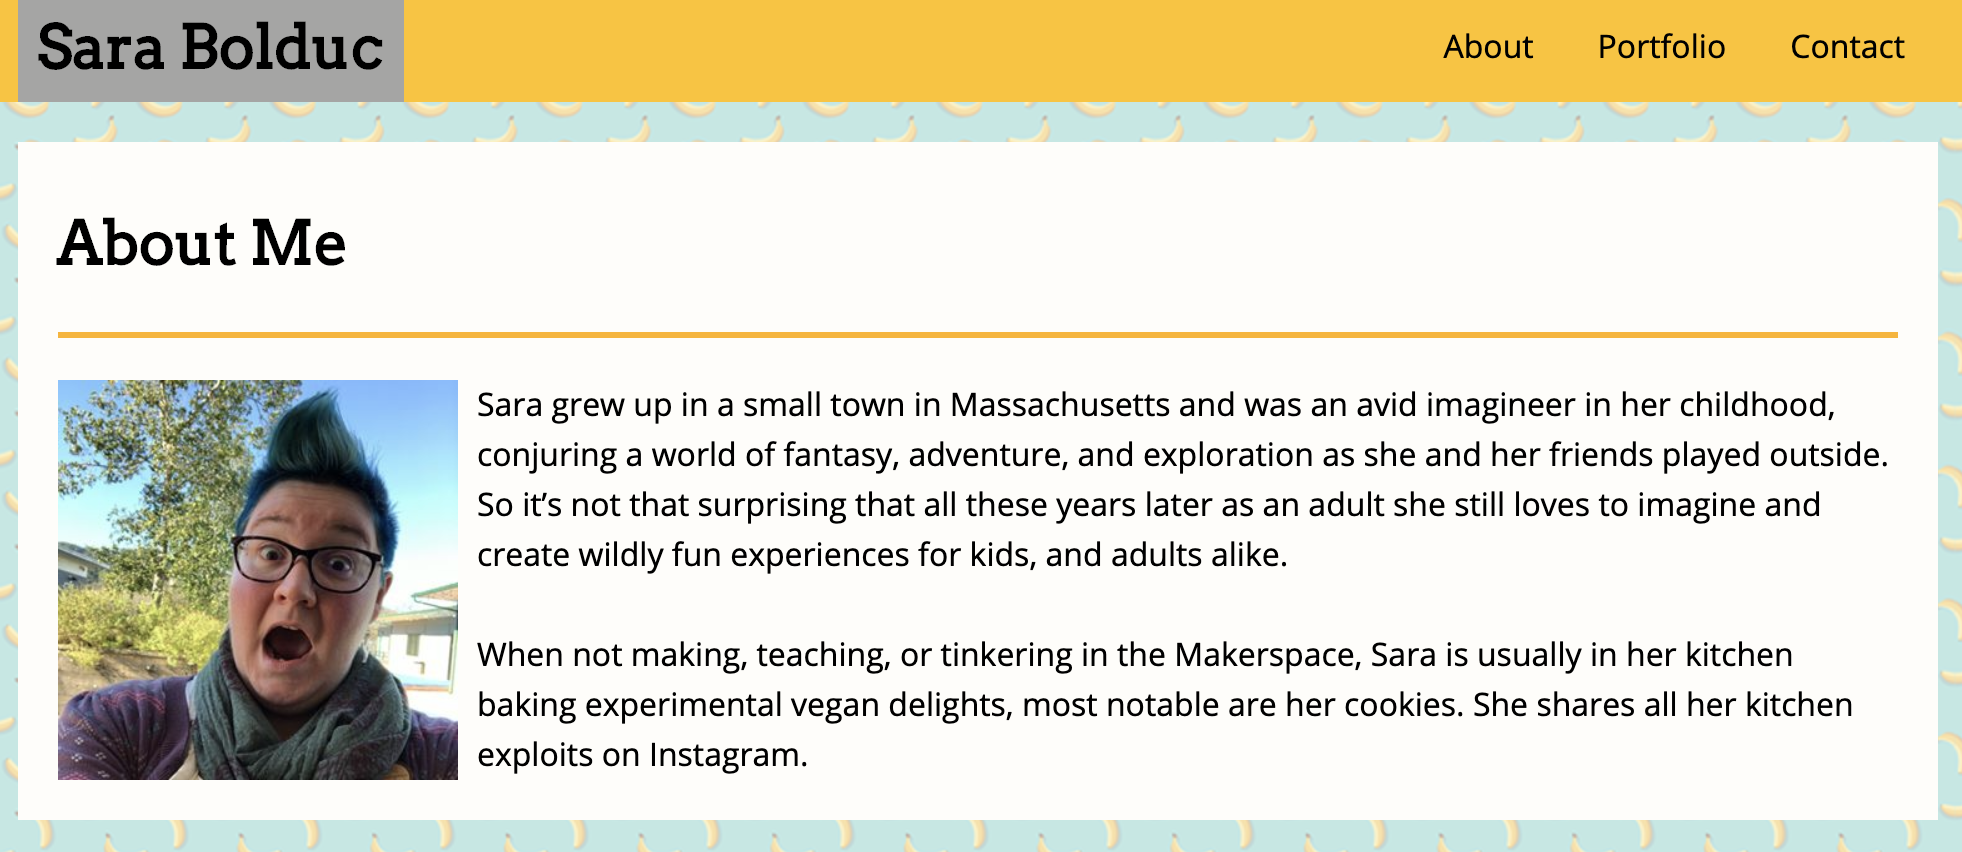 Sara Bolduc
About Portfolio Contact
About Me
Sara grew up in a small town in Massachusetts and was an avid imagineer in her childhood,
conjuring a world of fantasy, adventure, and exploration as she and her friends played outside.
So it’s not that surprising that all these years later as an adult she still loves to imagine and
create wildly fun experiences for kids, and adults alike.
When not making, teaching, or tinkering in the Makerspace, Sara is usually in her kitchen
baking experimental vegan delights, most notable are her cookies. She shares all her kitchen
exploits on Instagram.